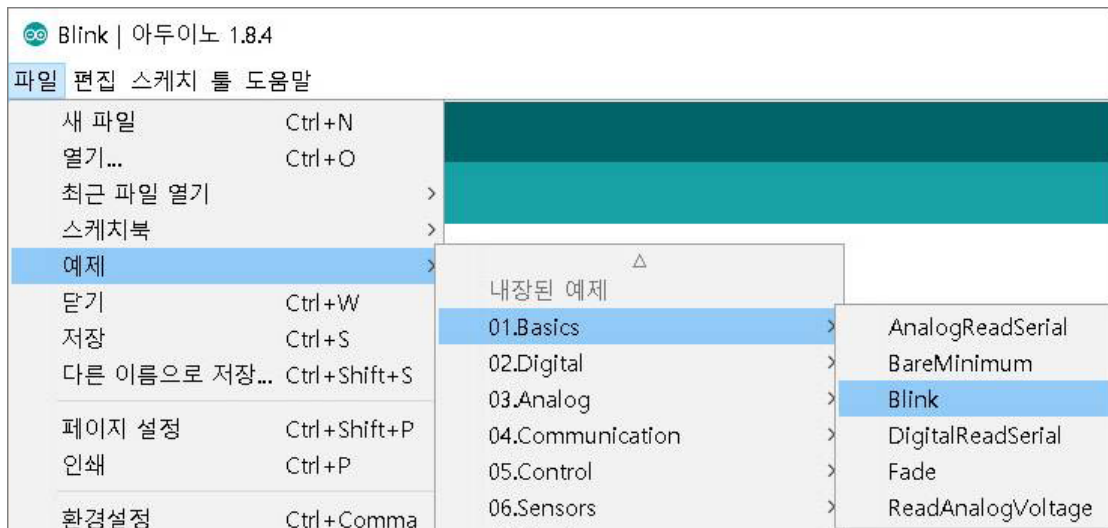 Blink | 아두이노 1.8.4
파일 편집 스케치 툴 도움말
새 파일 Ctrl+N
열기... Ctrl+O
최근 파일 열기
스케치북
예제
닫기 Ctrl+W
저장 Ctrl+S
다른 이름으로 저장... Ctrl+Shift+S
페이지 설정 Ctrl+Shift+P
인쇄 Ctrl+P
환경설정 Ctrl+Comma
내장된 예제
01.Basics
02.Digital
03.Analog
04.Communication
05.Control
06.Sensors
AnalogReadSerial
BareMinimum
Blink
DigitalReadSerial
Fade
ReadAnalogVoltage